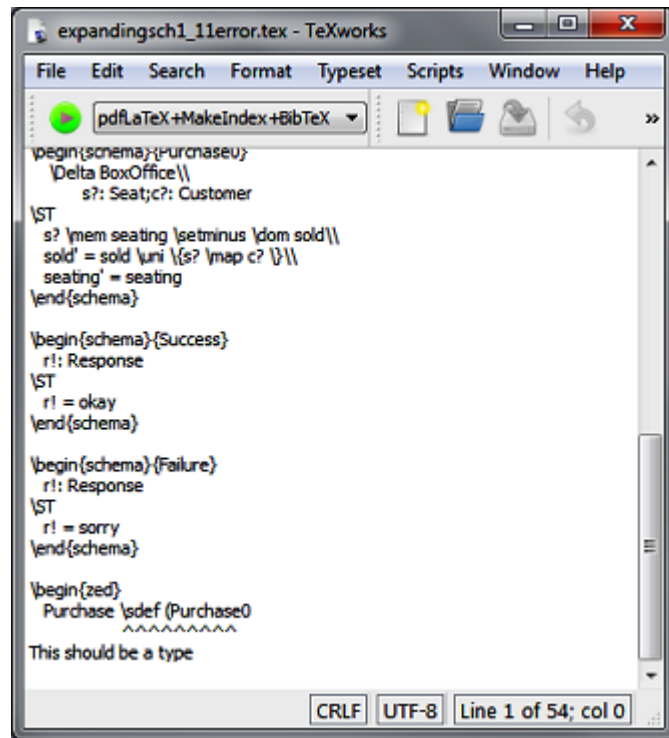 expandingsch1_11error.tex - TeXworks
File Edit Search Format Typeset Scripts Window Help
pdfLaTeX+MakeIndex+BibTeX
»
\begin{schema}{Purchase0}
\Delta BoxOffice\\
s?: Seat;c?: Customer
\ST
s? \mem seating \setminus \dom sold\\
sold' = sold \uni \{s? \map c? \}\\
seating' = seating
\end{schema}
\begin{schema}{Success}
r!: Response
\ST
r! = okay
\end{schema}
\begin{schema}{Failure}
r!: Response
\ST
r! = sorry
\end{schema}
\begin{zed}
Purchase \sdef (Purchase0
^^^^^^^^^
This should be a type
CRLF UTF-8 Line 1 of 54; col 0